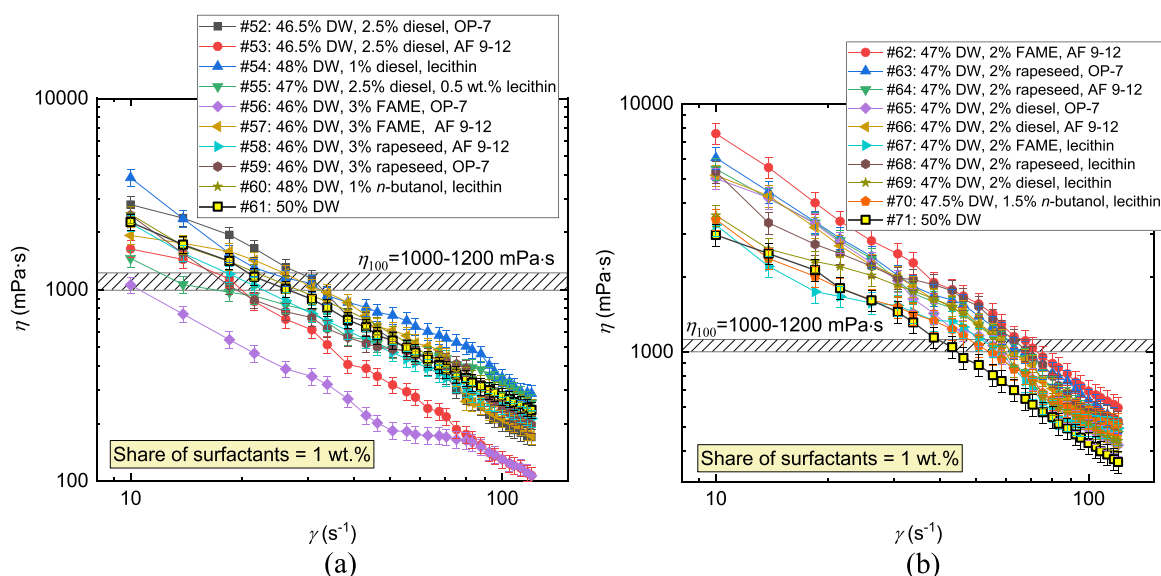 #52: 46.5% DW, 2.5% diesel, OP-7
#53: 46.5% DW, 2.5% diesel, AF 9-12
#54: 48% DW, 1% diesel, lecithin
#55: 47% DW, 2.5% diesel, 0.5 wt.% lecithin
#56: 46% DW, 3% FAME, OP-7
#57: 46% DW, 3% FAME, AF 9-12
#58: 46% DW, 3% rapeseed, AF 9-12
#59: 46% DW, 3% rapeseed, OP-7
#60: 48% DW, 1% n-butanol, lecithin
#61: 50% DW
10000
1000
100
η (mPa·s)
η100=1000-1200 mPa·s
Share of surfactants = 1 wt.%
10
100
γ (s-1)
(a)
#62: 47% DW, 2% FAME, AF 9-12
#63: 47% DW, 2% rapeseed, OP-7
#64: 47% DW, 2% rapeseed, AF 9-12
#65: 47% DW, 2% diesel, OP-7
#66: 47% DW, 2% diesel, AF 9-12
#67: 47% DW, 2% FAME, lecithin
#68: 47% DW, 2% rapeseed, lecithin
#69: 47% DW, 2% diesel, lecithin
#70: 47.5% DW, 1.5% n-butanol, lecithin
#71: 50% DW
10000
1000
η (mPa·s)
η100=1000-1200 mPa·s
Share of surfactants = 1 wt.%
10
100
γ (s-1)
(b)